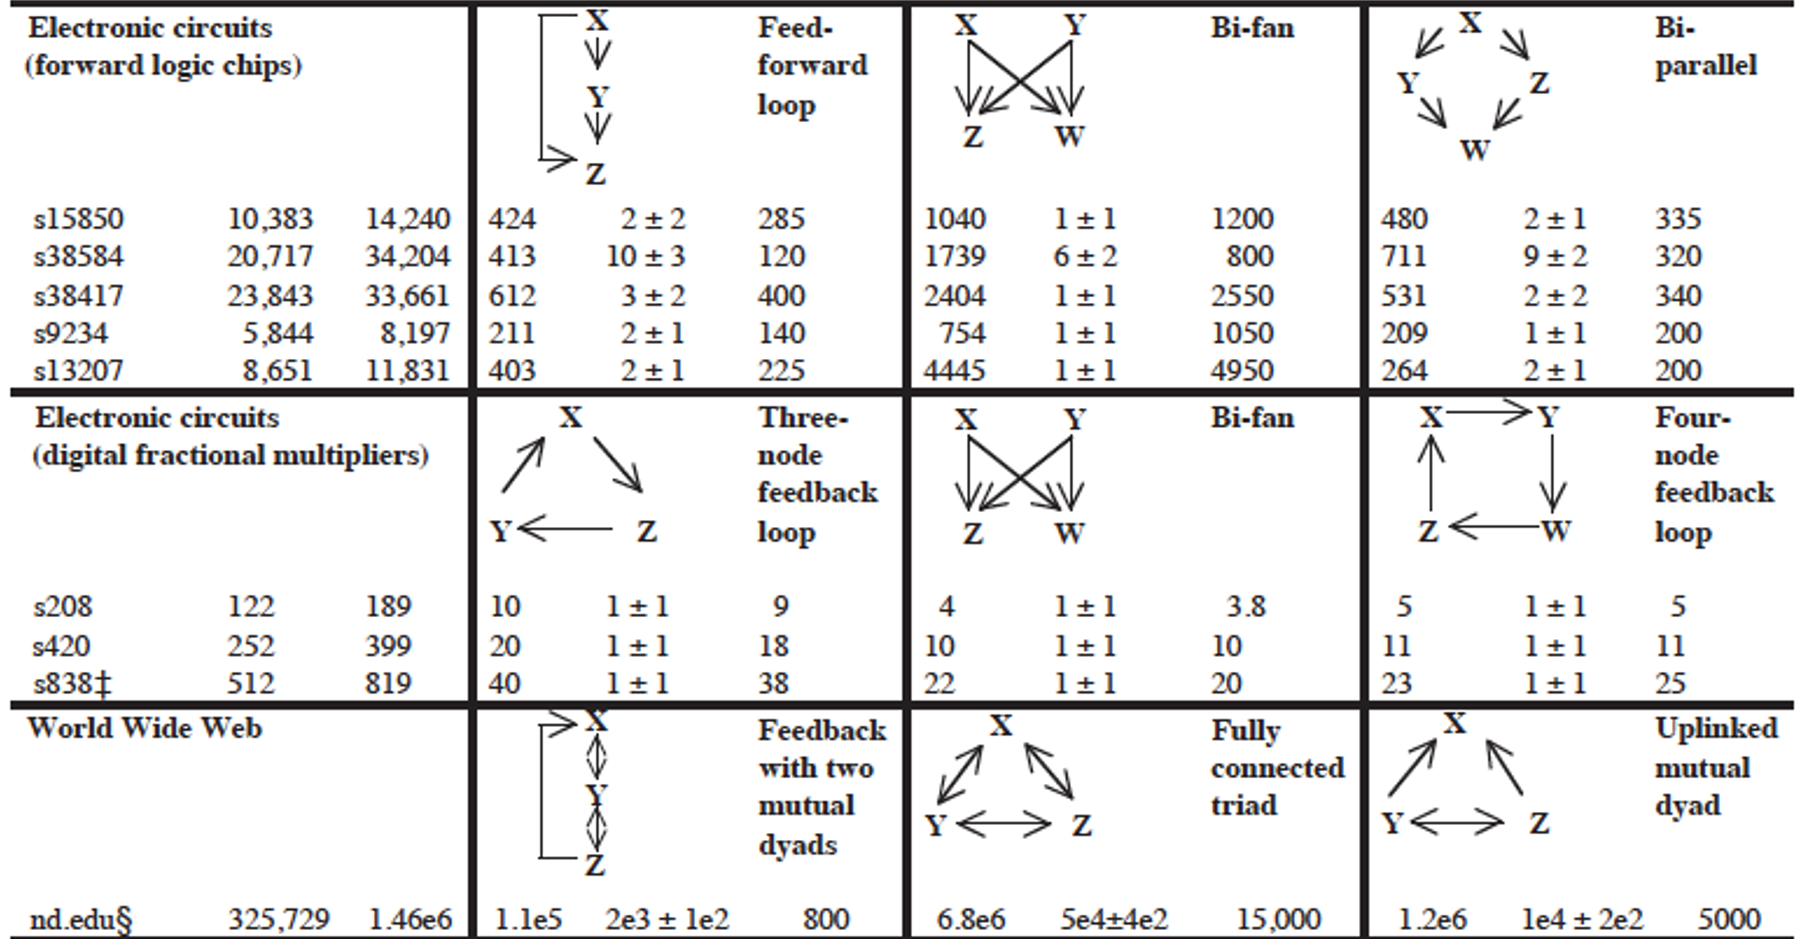 Electronic circuits
(forward logic chips)
X
Y
Z
Feed-
forward
loop
X Y
Z W
Bi-fan
X
Y Z
W
Bi-
parallel
s15850 10,383 14,240 424 2 ± 2 285 1040 1 ± 1 1200 480 2 ± 1 335
s38584 20,717 34,204 413 10 ± 3 120 1739 6 ± 2 800 711 9 ± 2 320
s38417 23,843 33,661 612 3 ± 2 400 2404 1 ± 1 2550 531 2 ± 2 340
s9234 5,844 8,197 211 2 ± 1 140 754 1 ± 1 1050 209 1 ± 1 200
s13207 8,651 11,831 403 2 ± 1 225 4445 1 ± 1 4950 264 2 ± 1 200
Electronic circuits
(digital fractional multipliers)
X
Y Z
Three-
node
feedback
loop
X Y
Z W
Bi-fan
X Y
Z W
Four-
node
feedback
loop
s208 122 189 10 1 ± 1 9 4 1 ± 1 3.8 5 1 ± 1 5
s420 252 399 20 1 ± 1 18 10 1 ± 1 10 11 1 ± 1 11
s838‡ 512 819 40 1 ± 1 38 22 1 ± 1 20 23 1 ± 1 25
World Wide Web
X
Y
Z
Feedback
with two
mutual
dyads
X
Y Z
Fully
connected
triad
X
Y Z
Uplinked
mutual
dyad
nd.edu§ 325,729 1.46e6 1.1e5 2e3 ± 1e2 800 6.8e6 5e4±4e2 15,000 1.2e6 1e4 ± 2e2 5000